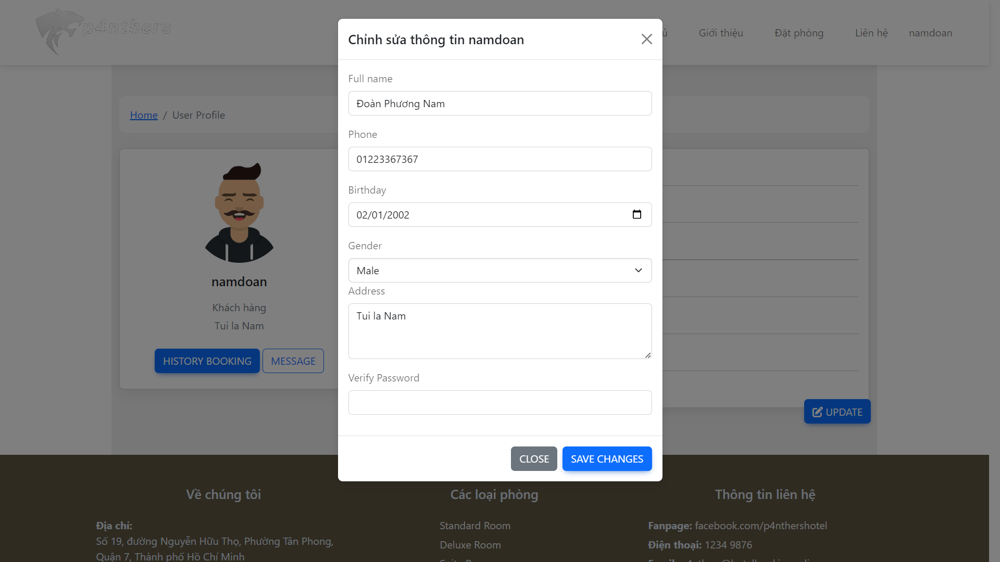 p4nthers
Giới thiệu
Đặt phòng
Liên hệ
namdoan
Chỉnh sửa thông tin namdoan
Home / User Profile
Full name
Đoàn Phương Nam
Phone
01223367367
Birthday
02/01/2002
Gender
Male
Address
Tui la Nam
Verify Password
CLOSE
SAVE CHANGES
namdoan
Khách hàng
Tui la Nam
HISTORY BOOKING
MESSAGE
UPDATE
Về chúng tôi
Địa chỉ:
Số 19, đường Nguyễn Hữu Thọ, Phường Tân Phong,
Quận 7, Thành phố Hồ Chí Minh
Các loại phòng
Standard Room
Deluxe Room
Thông tin liên hệ
Fanpage: facebook.com/p4nthershotel
Điện thoại: 1234 9876